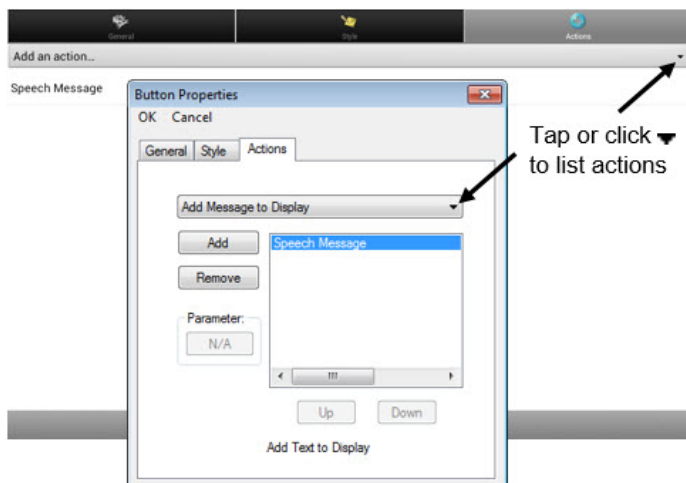 General
Style
Actions
Add an action...
Speech Message
Button Properties
OK Cancel
General Style Actions
Add Message to Display
Add
Speech Message
Remove
Parameter:
N/A
Up Down
Add Text to Display
Tap or click
to list actions